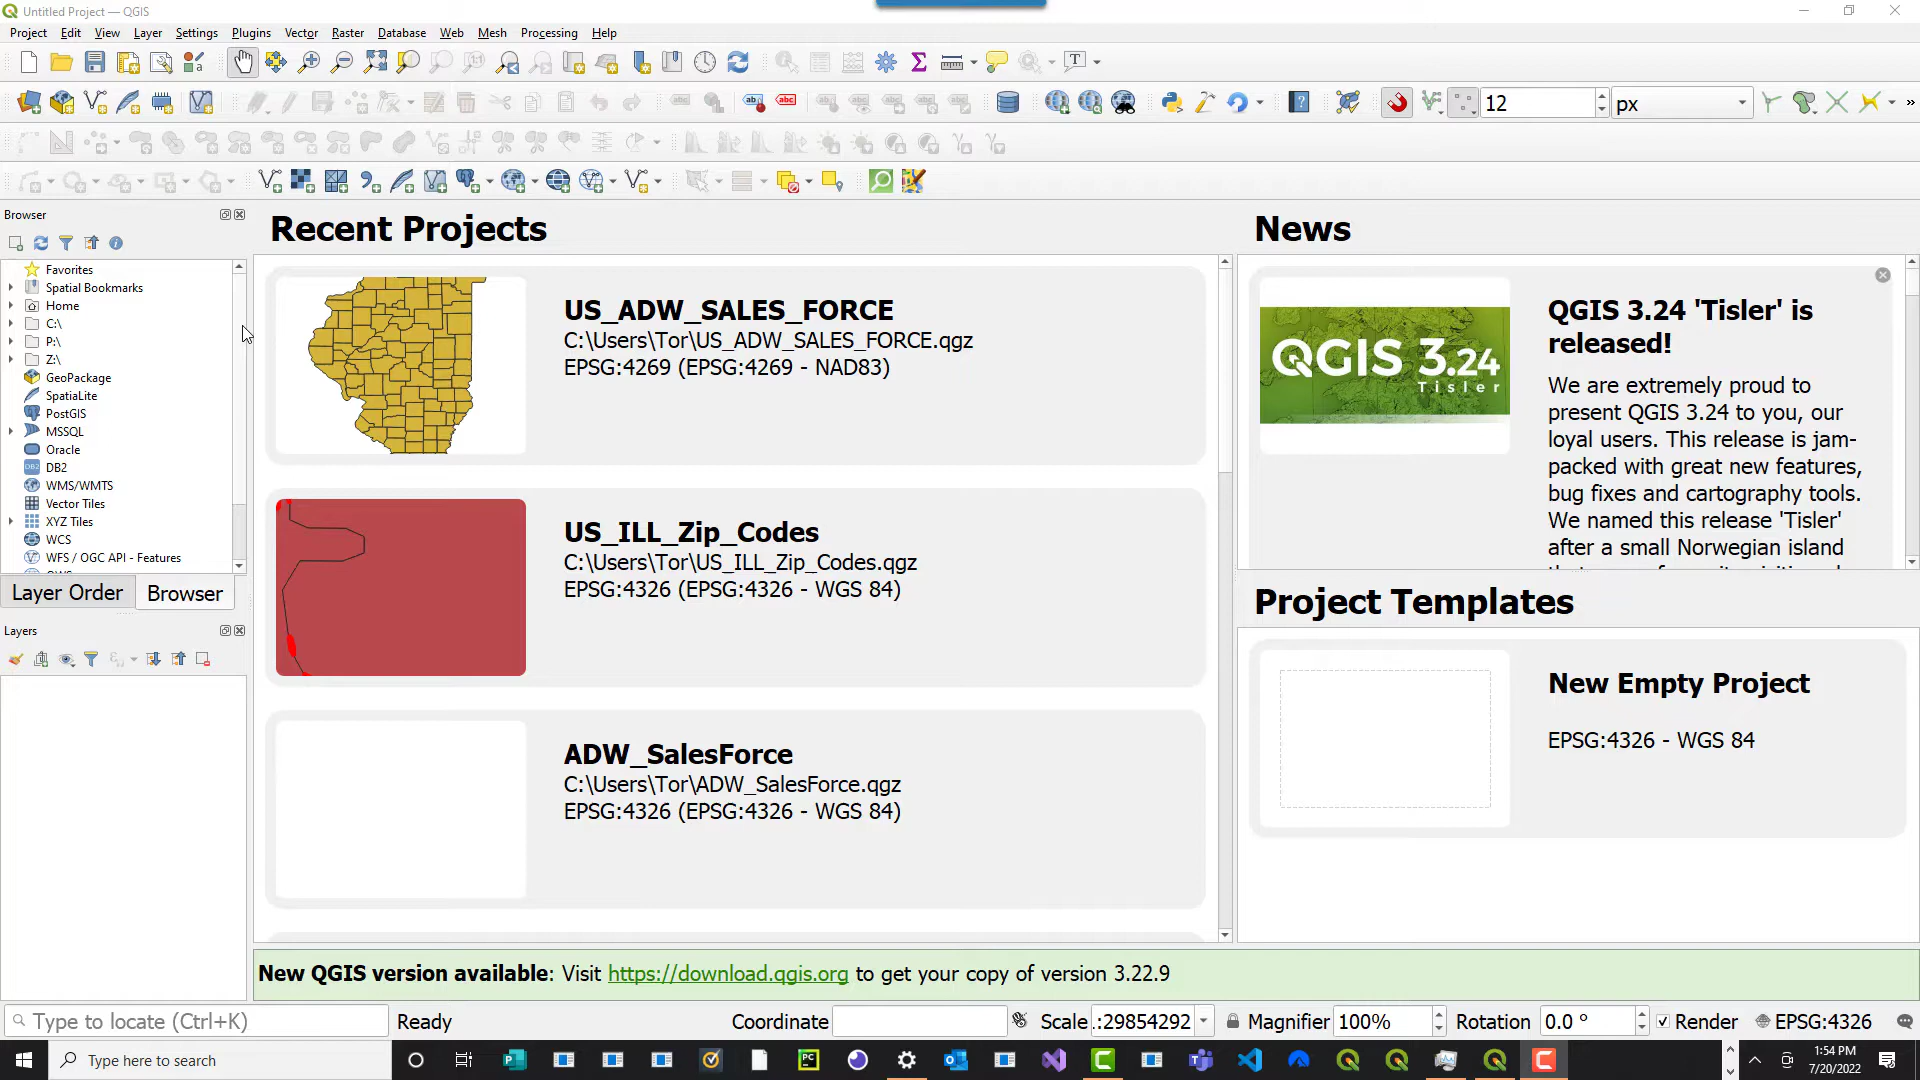 Untitled Project — QGIS
Project Edit View Layer Settings Plugins Vector Raster Database Web Mesh Processing Help
12
px
Browser
Favorites
Spatial Bookmarks
Home
C:\
P:\
Z:\
GeoPackage
SpatiaLite
PostGIS
MSSQL
Oracle
DB2
WMS/WMTS
Vector Tiles
XYZ Tiles
WCS
WFS / OGC API - Features
Layer Order
Browser
Layers
Recent Projects
US_ADW_SALES_FORCE
C:\Users\Tor\US_ADW_SALES_FORCE.qgz
EPSG:4269 (EPSG:4269 - NAD83)
US_ILL_Zip_Codes
C:\Users\Tor\US_ILL_Zip_Codes.qgz
EPSG:4326 (EPSG:4326 - WGS 84)
ADW_SalesForce
C:\Users\Tor\ADW_SalesForce.qgz
EPSG:4326 (EPSG:4326 - WGS 84)
News
QGIS 3.24
Tisler
QGIS 3.24 'Tisler' is
released!
We are extremely proud to
present QGIS 3.24 to you, our
loyal users. This release is jam-
packed with great new features,
bug fixes and cartography tools.
We named this release 'Tisler'
after a small Norwegian island
Project Templates
New Empty Project
EPSG:4326 - WGS 84
New QGIS version available: Visit https://download.qgis.org to get your copy of version 3.22.9
Type to locate (Ctrl+K)
Ready
Coordinate
Scale
.:29854292
Magnifier
100%
Rotation
0.0 °
Render
EPSG:4326
Type here to search
1:54 PM
7/20/2022